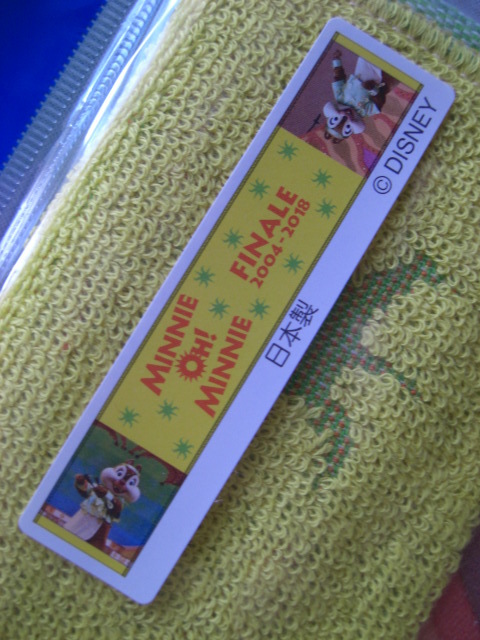 MINNIE
OH!
MINNIE
FINALE
2004-2018
日本製
© DISNEY